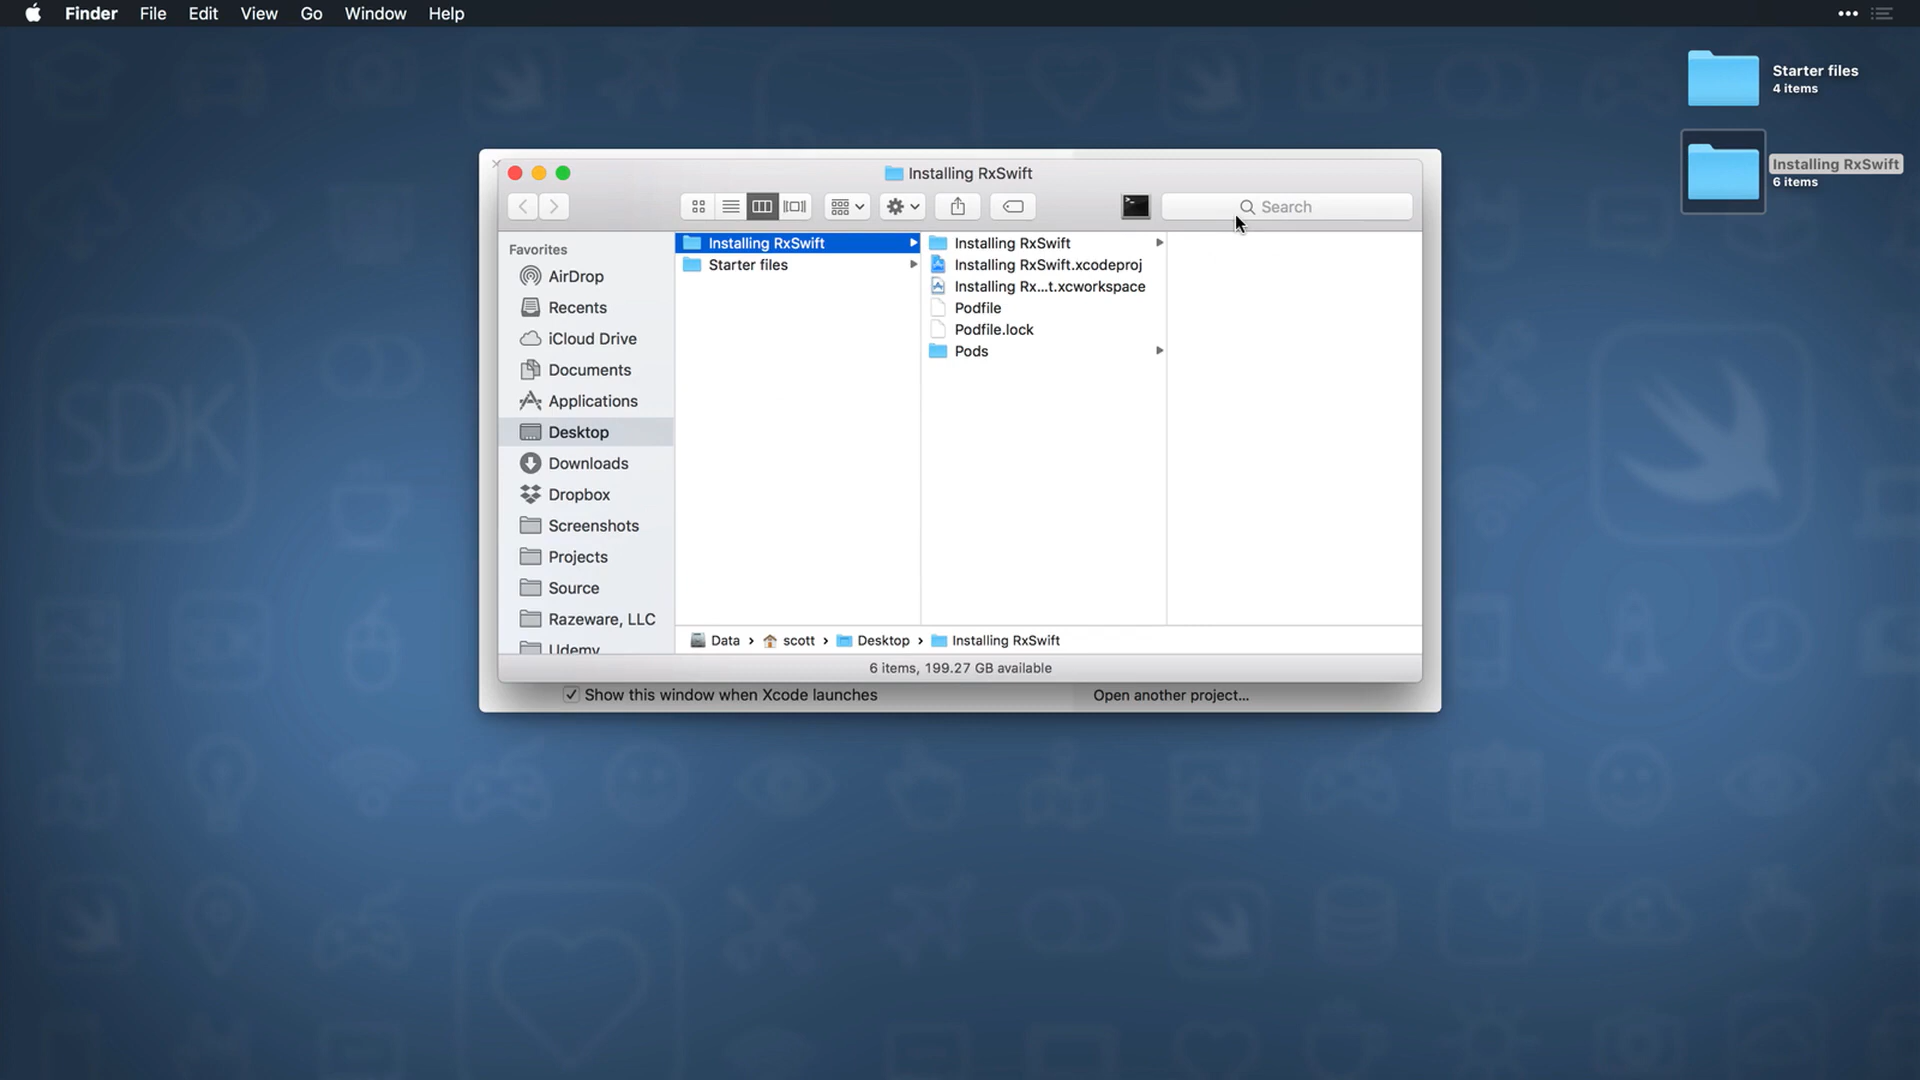 Finder File Edit View Go Window Help
Starter files
4 items
Installing RxSwift
6 items
Installing RxSwift
Search
Favorites
AirDrop
Recents
iCloud Drive
Documents
Applications
Desktop
Downloads
Dropbox
Screenshots
Projects
Source
Razeware, LLC
Udemy
Installing RxSwift
Starter files
Installing RxSwift
Installing RxSwift.xcodeproj
Installing Rx...t.xcworkspace
Podfile
Podfile.lock
Pods
Data › scott › Desktop › Installing RxSwift
6 items, 199.27 GB available
Show this window when Xcode launches
Open another project...
SDK